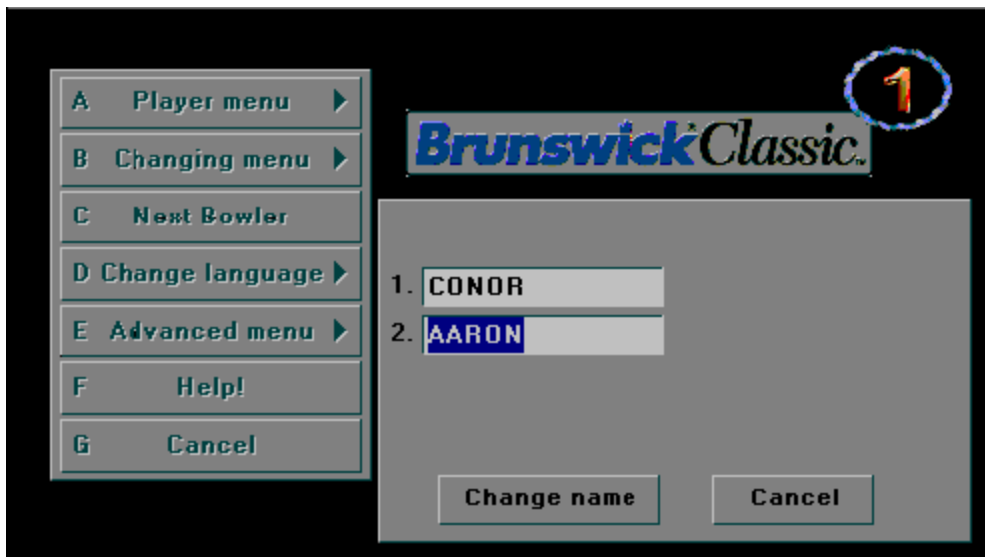 1
Brunswick Classic™
A Player menu
B Changing menu
C Next Bowler
D Change language
E Advanced menu
F Help!
G Cancel
1. CONOR
2. AARON
Change name
Cancel